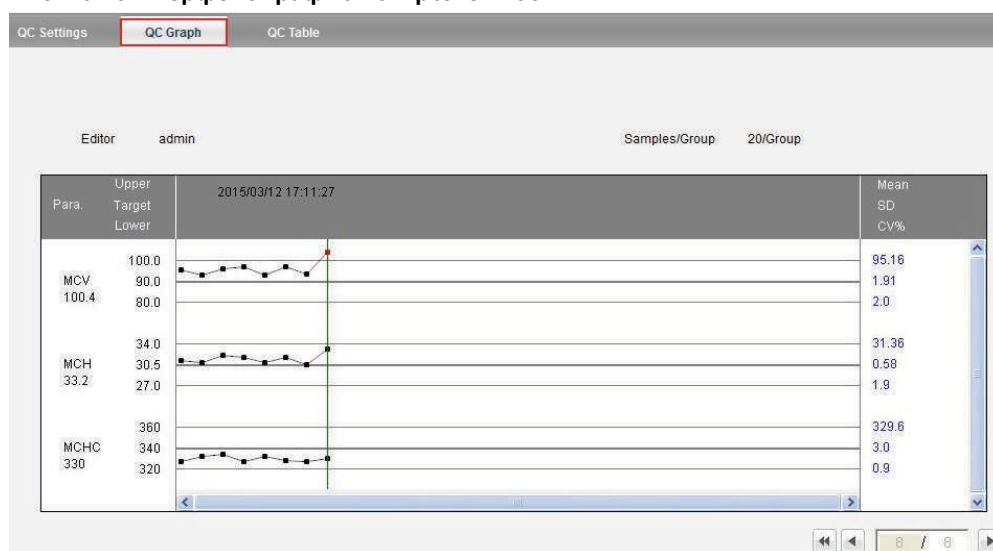 QC Settings QC Graph QC Table
Editor admin Samples/Group 20/Group
Para. Upper Target Lower 2015/03/12 17:11:27 Mean SD CV%
100.0 95.16
MCV 90.0 1.91
100.4 80.0 2.0
34.0 31.36
MCH 30.5 0.58
33.2 27.0 1.9
360 329.6
MCHC 340 3.0
330 320 0.9
8 / 8